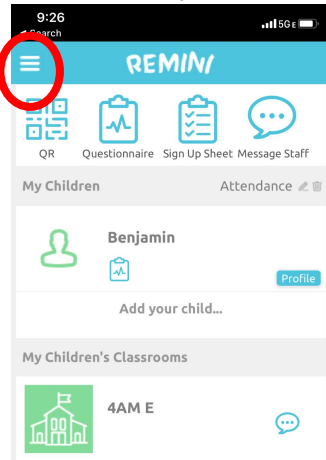 9:26
5GE
Search
REMINI
QR Questionnaire Sign Up Sheet Message Staff
My Children Attendance
Benjamin
Profile
Add your child...
My Children's Classrooms
4AM E